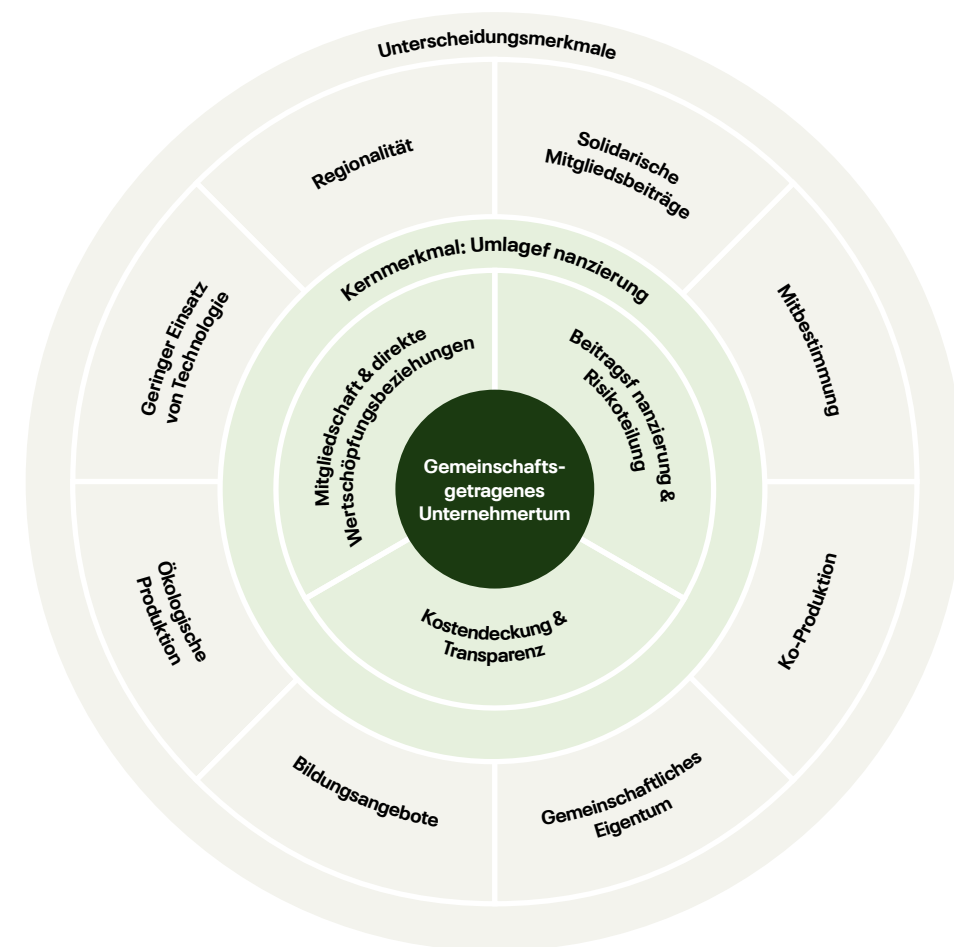 Unterscheidungsmerkmale
Regionalität
Solidarische
Mitgliedsbeiträge
Mitbestimmung
Ko-Produktion
Gemeinschaftliches
Eigentum
Bildungsangebote
Ökologische
Produktion
Geringer Einsatz
von Technologie
Kernmerkmal: Umlagef nanzierung
Mitgliedschaft & direkte
Wertschöpfungsbeziehungen
Beitragsf nanzierung &
Risikoteilung
Kostendeckung &
Transparenz
Gemeinschafts-
getragenes
Unternehmertum